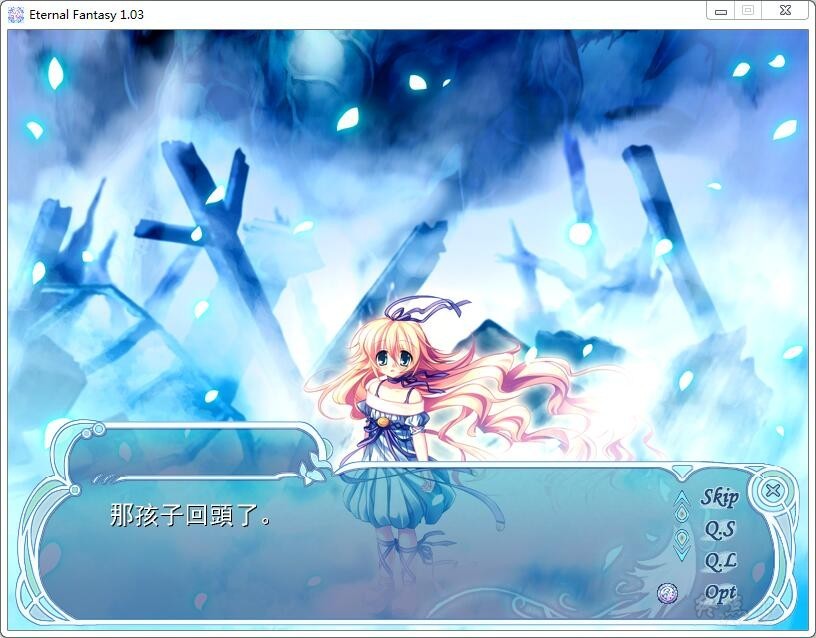 Eternal Fantasy 1.03
那孩子回頭了。
Skip
Q.S
Q.L
Opt